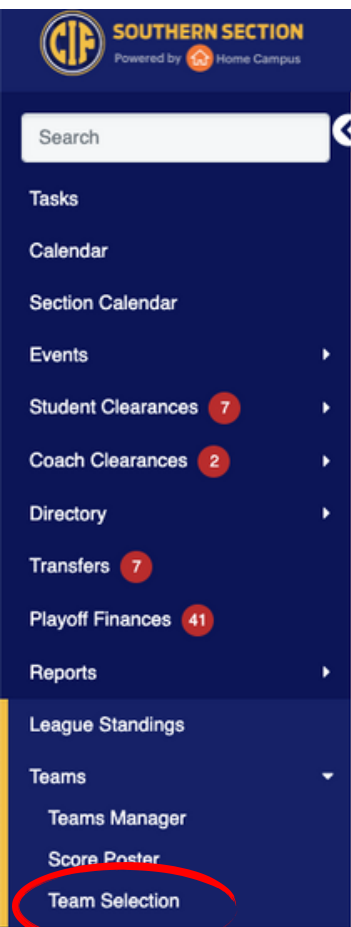 CIF
SOUTHERN SECTION
Powered by Home Campus
Search
Tasks
Calendar
Section Calendar
Events
Student Clearances 7
Coach Clearances 2
Directory
Transfers 7
Playoff Finances 41
Reports
League Standings
Teams
Teams Manager
Score Poster
Team Selection